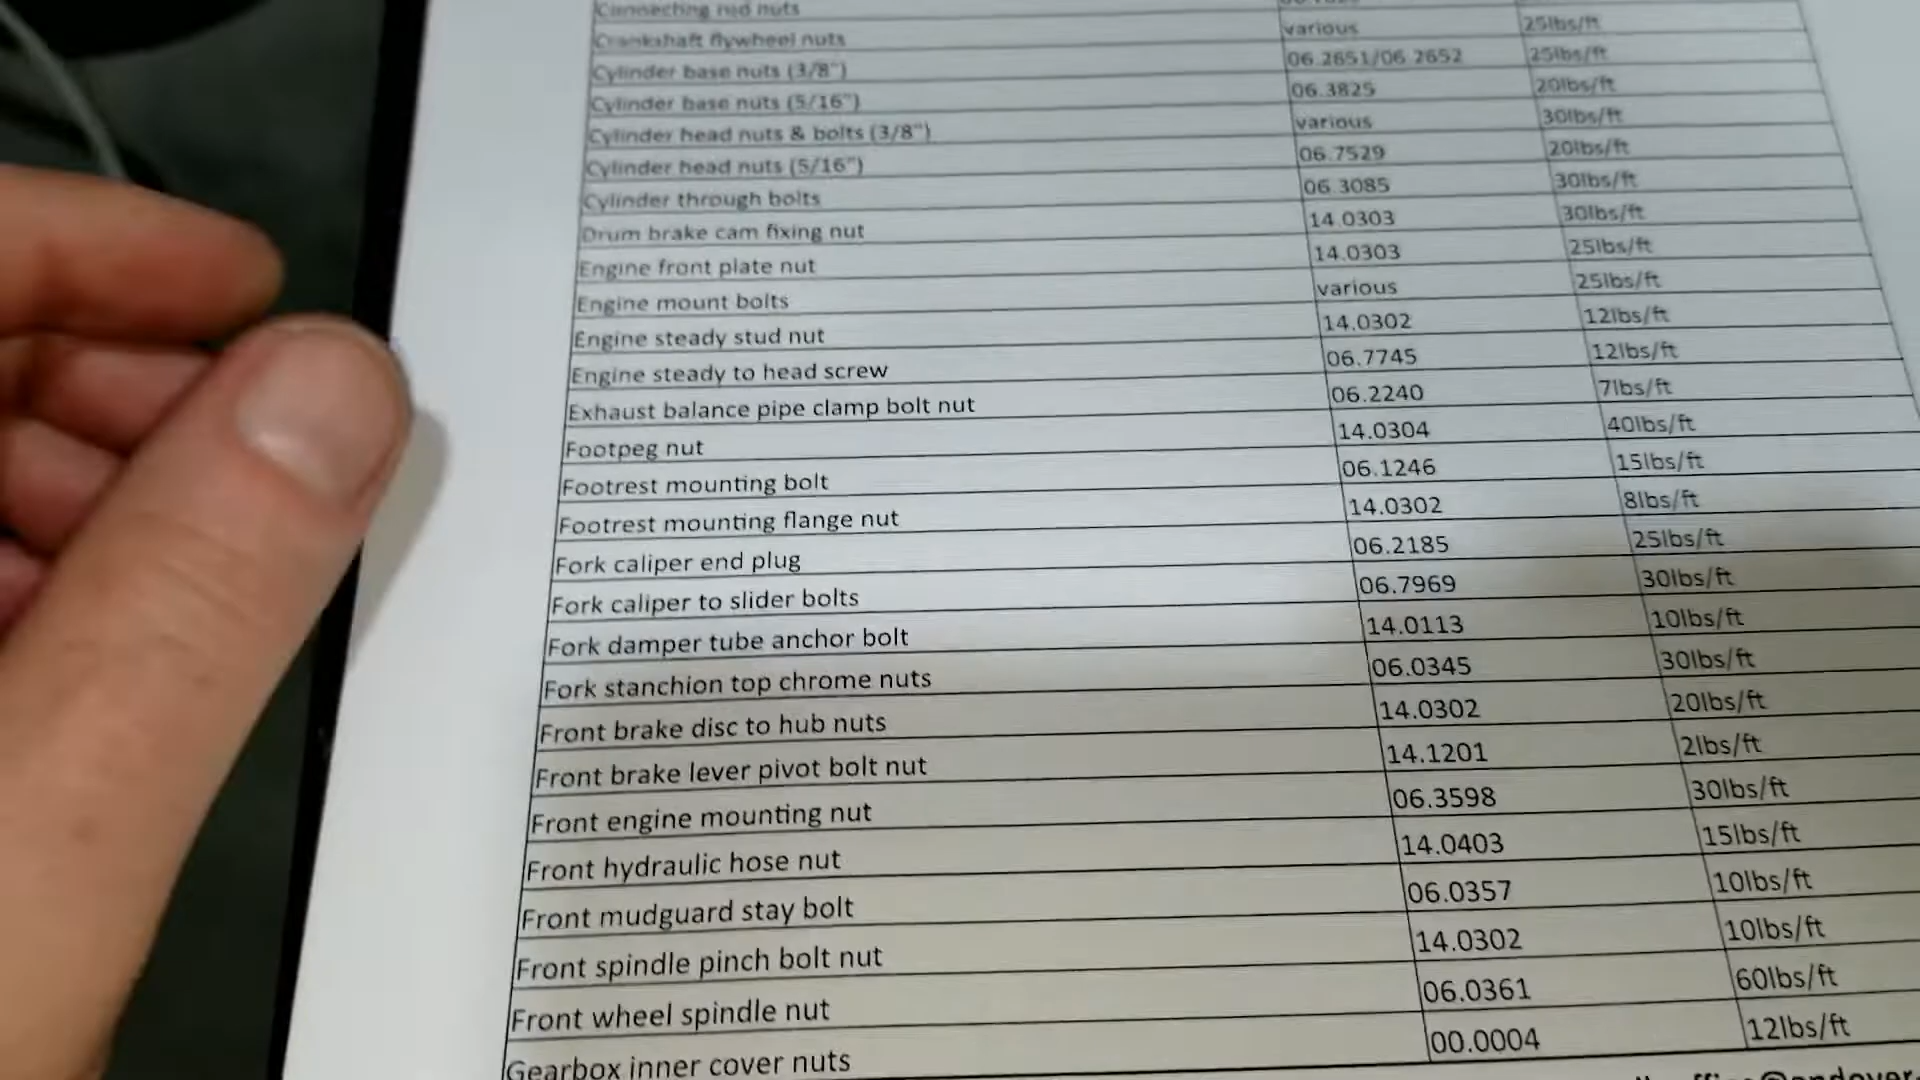 Connecting rod nuts
Crankshaft flywheel nuts various 25lbs/ft
Cylinder base nuts (3/8") 06.2651/06.2652 25lbs/ft
Cylinder base nuts (5/16") 06.3825 20lbs/ft
Cylinder head nuts & bolts (3/8") various 30lbs/ft
Cylinder head nuts (5/16") 06.7529 20lbs/ft
Cylinder through bolts 06.3085 30lbs/ft
Drum brake cam fixing nut 14.0303 30lbs/ft
Engine front plate nut 14.0303 25lbs/ft
Engine mount bolts various 25lbs/ft
Engine steady stud nut 14.0302 12lbs/ft
Engine steady to head screw 06.7745 12lbs/ft
Exhaust balance pipe clamp bolt nut 06.2240 7lbs/ft
Footpeg nut 14.0304 40lbs/ft
Footrest mounting bolt 06.1246 15lbs/ft
Footrest mounting flange nut 14.0302 8lbs/ft
Fork caliper end plug 06.2185 25lbs/ft
Fork caliper to slider bolts 06.7969 30lbs/ft
Fork damper tube anchor bolt 14.0113 10lbs/ft
Fork stanchion top chrome nuts 06.0345 30lbs/ft
Front brake disc to hub nuts 14.0302 20lbs/ft
Front brake lever pivot bolt nut 14.1201 2lbs/ft
Front engine mounting nut 06.3598 30lbs/ft
Front hydraulic hose nut 14.0403 15lbs/ft
Front mudguard stay bolt 06.0357 10lbs/ft
Front spindle pinch bolt nut 14.0302 10lbs/ft
Front wheel spindle nut 06.0361 60lbs/ft
Gearbox inner cover nuts 00.0004 12lbs/ft